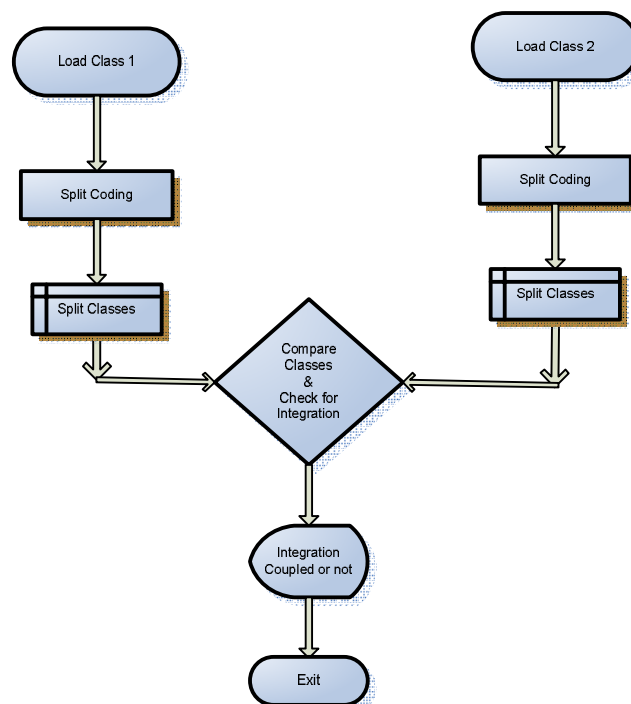 Load Class 1
Load Class 2
Split Coding
Split Coding
Split Classes
Split Classes
Compare
Classes
&
Check for
Integration
Integration
Coupled or not
Exit